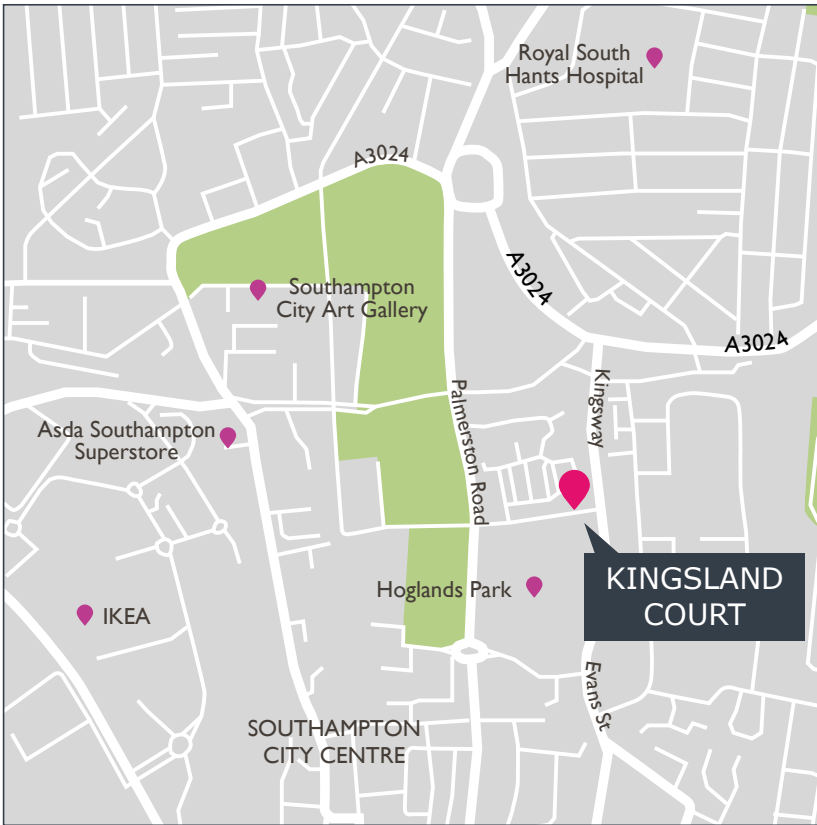 Royal South
Hants Hospital
A3024
Southampton
City Art Gallery
A3024
A3024
Kingsway
Palmerston Road
Asda Southampton
Superstore
KINGSLAND
COURT
Hoglands Park
IKEA
Evans St
SOUTHAMPTON
CITY CENTRE